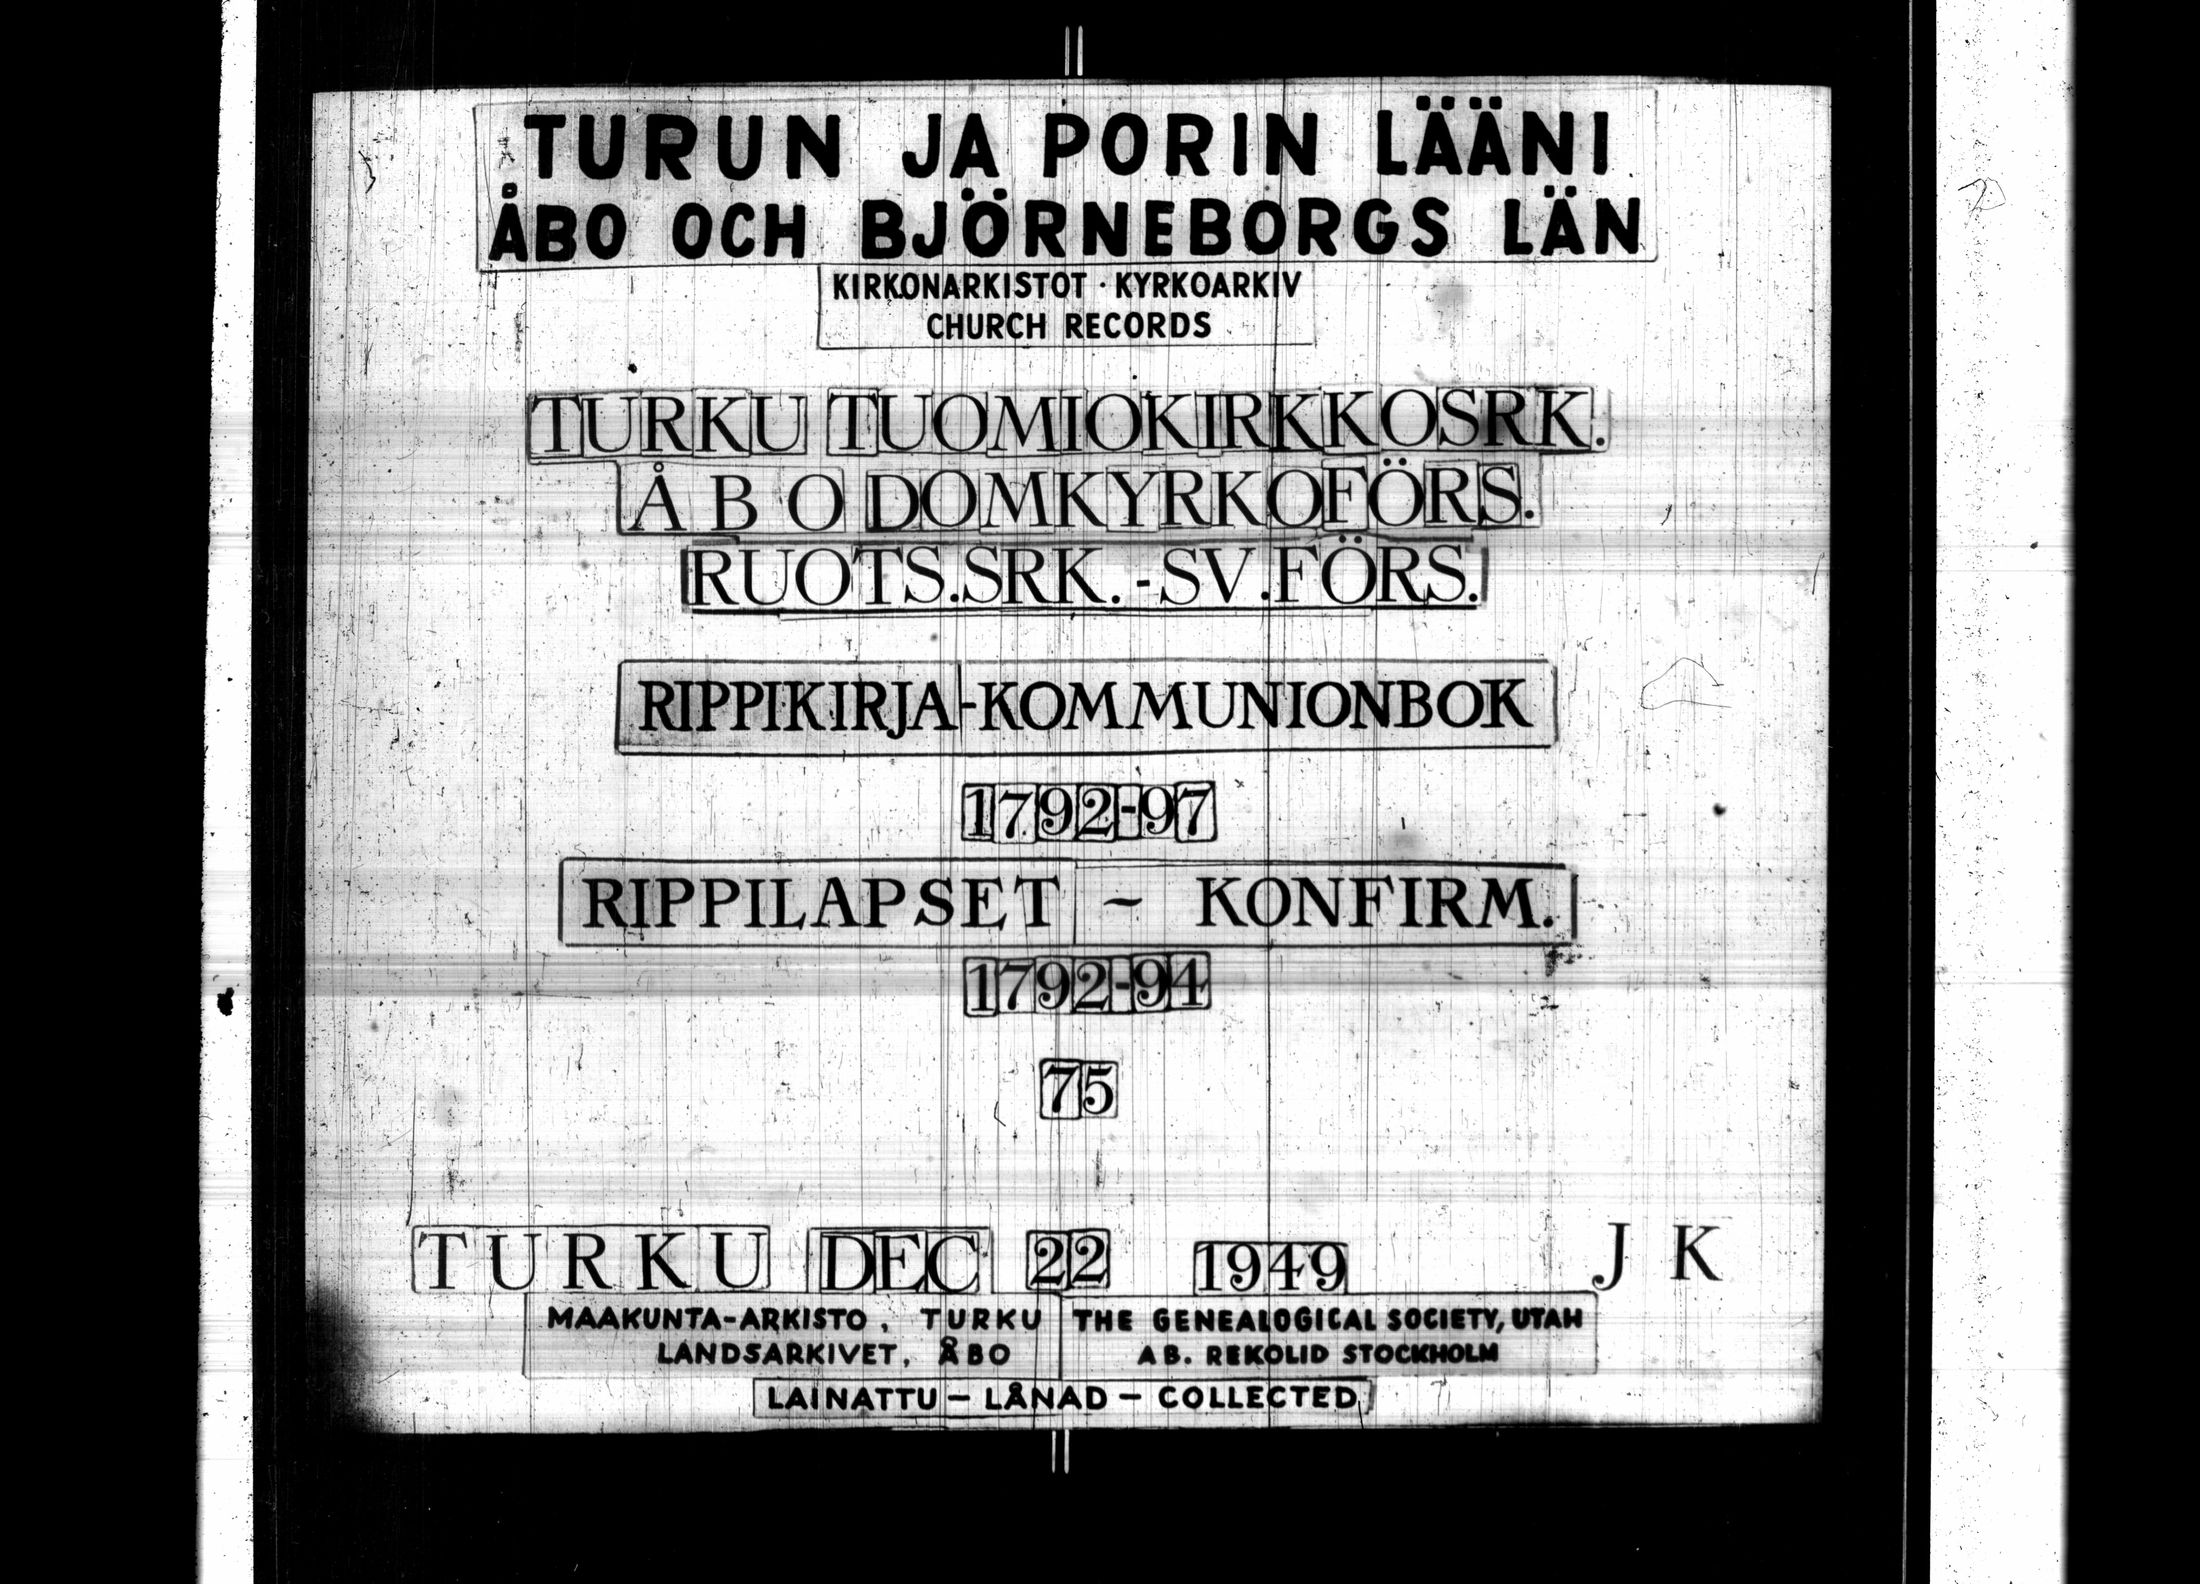 TURUN JA PORIN LÄÄNI
ÅBO OCH BJÖRNEBORGS LÄN
KIRKONARKISTOT · KYRKOARKIV
CHURCH RECORDS
TURKU TUOMIOKIRKKOSRK.
ÅBO DOMKYRKOFÖRS.
RUOTS.SRK.-SV.FÖRS.
RIPPIKIRJA-KOMMUNIONBOK
1792-97
RIPPILAPSET - KONFIRM.
1792-94
75
TURKU DEC 22 1949 J K
MAAKUNTA-ARKISTO, TURKU
LANDSARKIVET, ÅBO
THE GENEALOGICAL SOCIETY, UTAH
AB. REKOLID STOCKHOLM
LAINATTU - LÅNAD - COLLECTED